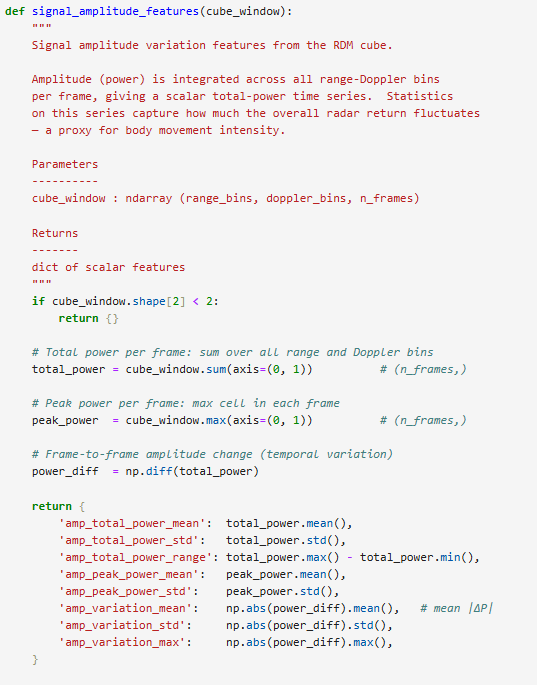 def signal_amplitude_features(cube_window):
    """
    Signal amplitude variation features from the RDM cube.

    Amplitude (power) is integrated across all range-Doppler bins
    per frame, giving a scalar total-power time series.  Statistics
    on this series capture how much the overall radar return fluctuates
    — a proxy for body movement intensity.

    Parameters
    ----------
    cube_window : ndarray (range_bins, doppler_bins, n_frames)

    Returns
    -------
    dict of scalar features
    """
    if cube_window.shape[2] < 2:
        return {}

    # Total power per frame: sum over all range and Doppler bins
    total_power = cube_window.sum(axis=(0, 1))          # (n_frames,)

    # Peak power per frame: max cell in each frame
    peak_power  = cube_window.max(axis=(0, 1))          # (n_frames,)

    # Frame-to-frame amplitude change (temporal variation)
    power_diff  = np.diff(total_power)

    return {
        'amp_total_power_mean':  total_power.mean(),
        'amp_total_power_std':   total_power.std(),
        'amp_total_power_range': total_power.max() - total_power.min(),
        'amp_peak_power_mean':   peak_power.mean(),
        'amp_peak_power_std':    peak_power.std(),
        'amp_variation_mean':    np.abs(power_diff).mean(),   # mean |ΔP|
        'amp_variation_std':     np.abs(power_diff).std(),
        'amp_variation_max':     np.abs(power_diff).max(),
    }